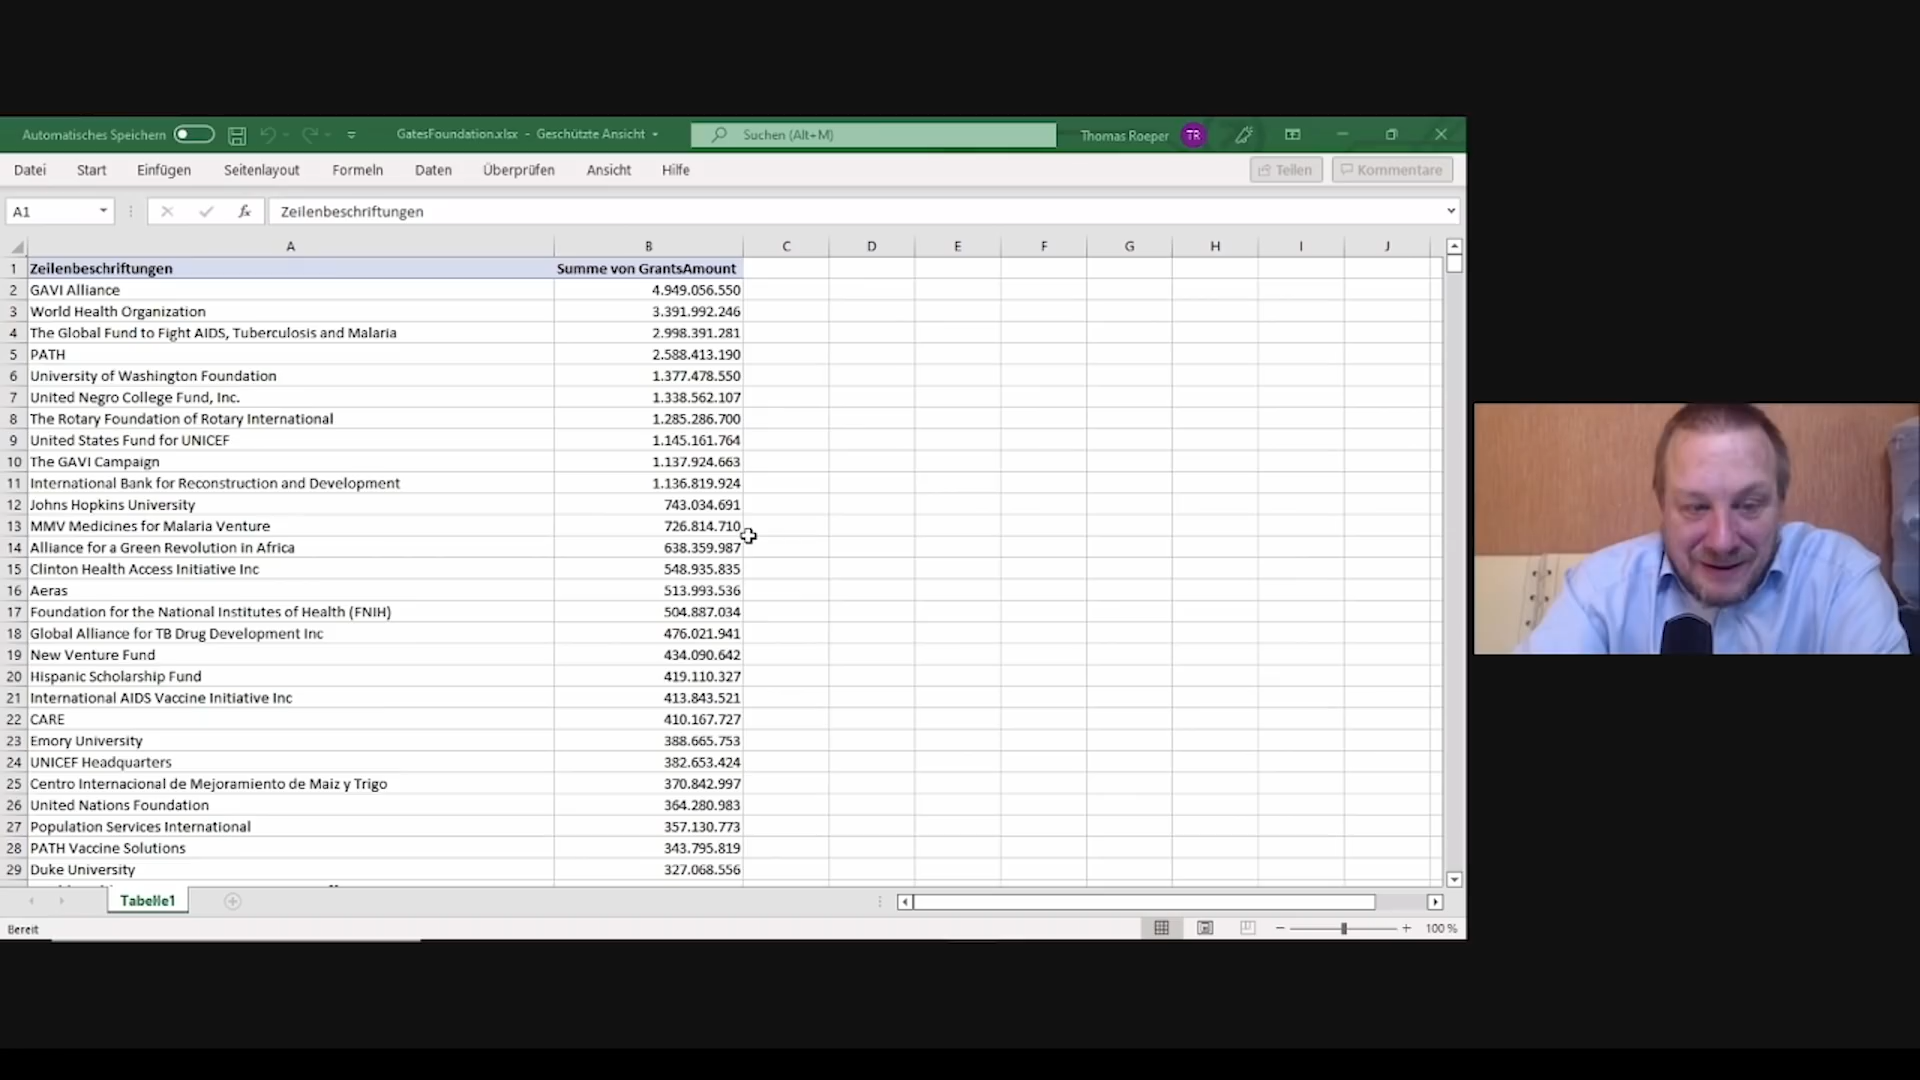 Automatisches Speichern
GatesFoundation.xlsx - Geschützte Ansicht
Suchen (Alt+M)
Thomas Roeper TR
Datei Start Einfügen Seitenlayout Formeln Daten Überprüfen Ansicht Hilfe Teilen Kommentare
A1 fx Zeilenbeschriftungen
A B C D E F G H I J
1 Zeilenbeschriftungen Summe von GrantsAmount
2 GAVI Alliance 4.949.056.550
3 World Health Organization 3.391.992.246
4 The Global Fund to Fight AIDS, Tuberculosis and Malaria 2.998.391.281
5 PATH 2.588.413.190
6 University of Washington Foundation 1.377.478.550
7 United Negro College Fund, Inc. 1.338.562.107
8 The Rotary Foundation of Rotary International 1.285.286.700
9 United States Fund for UNICEF 1.145.161.764
10 The GAVI Campaign 1.137.924.663
11 International Bank for Reconstruction and Development 1.136.819.924
12 Johns Hopkins University 743.034.691
13 MMV Medicines for Malaria Venture 726.814.710
14 Alliance for a Green Revolution in Africa 638.359.987
15 Clinton Health Access Initiative Inc 548.935.835
16 Aeras 513.993.536
17 Foundation for the National Institutes of Health (FNIH) 504.887.034
18 Global Alliance for TB Drug Development Inc 476.021.941
19 New Venture Fund 434.090.642
20 Hispanic Scholarship Fund 419.110.327
21 International AIDS Vaccine Initiative Inc 413.843.521
22 CARE 410.167.727
23 Emory University 388.665.753
24 UNICEF Headquarters 382.653.424
25 Centro Internacional de Mejoramiento de Maiz y Trigo 370.842.997
26 United Nations Foundation 364.280.983
27 Population Services International 357.130.773
28 PATH Vaccine Solutions 343.795.819
29 Duke University 327.068.556
Tabelle1
Bereit
100 %